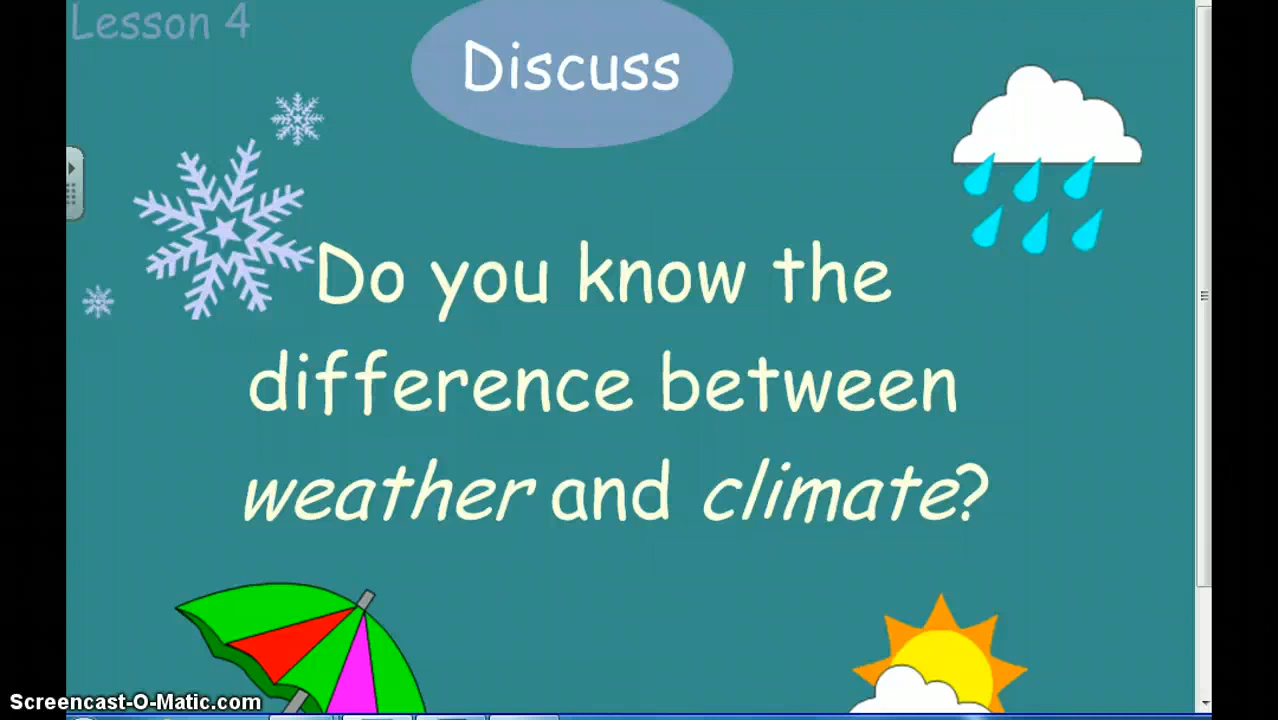 Lesson 4
Discuss
Do you know the
difference between
weather and climate?
Screencast-O-Matic.com